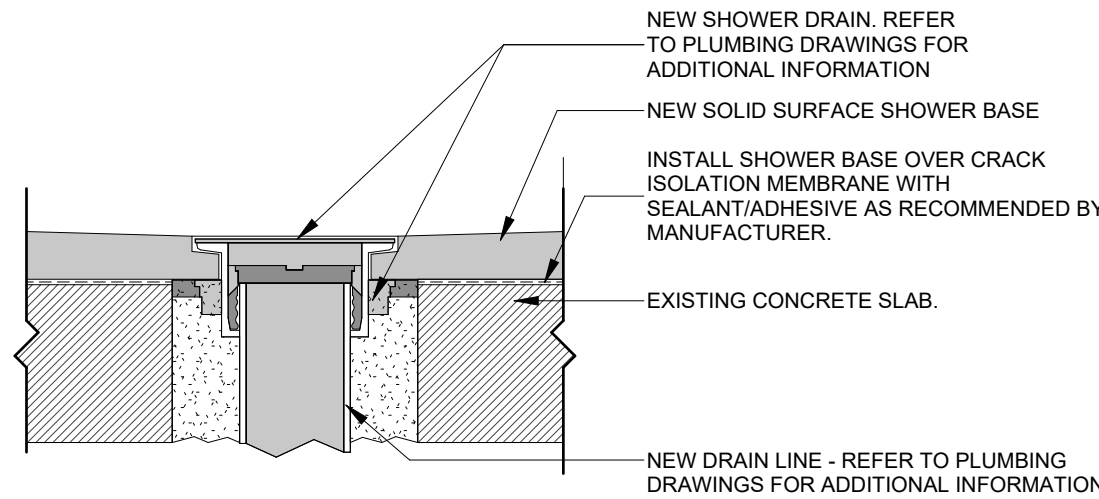 NEW SHOWER DRAIN. REFER
TO PLUMBING DRAWINGS FOR
ADDITIONAL INFORMATION
NEW SOLID SURFACE SHOWER BASE
INSTALL SHOWER BASE OVER CRACK
ISOLATION MEMBRANE WITH
SEALANT/ADHESIVE AS RECOMMENDED BY
MANUFACTURER.
EXISTING CONCRETE SLAB.
NEW DRAIN LINE - REFER TO PLUMBING
DRAWINGS FOR ADDITIONAL INFORMATION